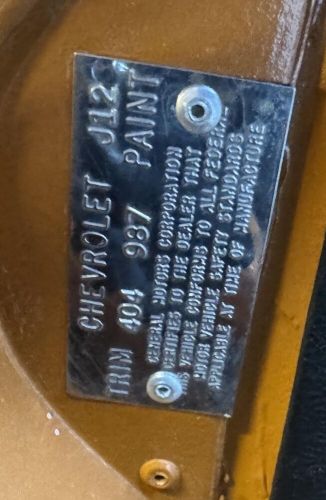 CHEVROLET J12
TRIM 404 987 PAINT
GENERAL MOTORS CORPORATION
CERTIFIES TO THE DEALER THAT
THIS VEHICLE CONFORMS TO ALL FEDERAL
MOTOR VEHICLE SAFETY STANDARDS
APPLICABLE AT TIME OF MANUFACTURE